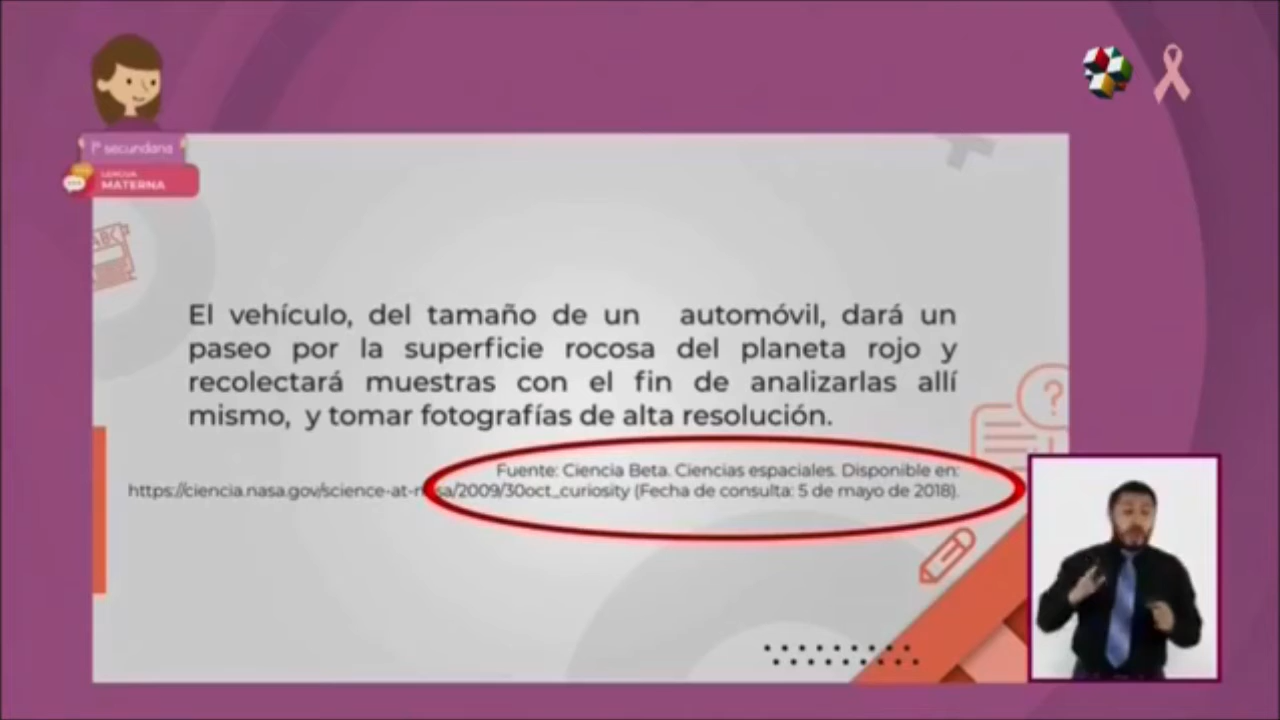 1º secundaria
LENGUA
MATERNA
ABC
El vehículo, del tamaño de un automóvil, dará un
paseo por la superficie rocosa del planeta rojo y
recolectará muestras con el fin de analizarlas allí
mismo, y tomar fotografías de alta resolución.
Fuente: Ciencia Beta. Ciencias espaciales. Disponible en:
https://ciencia.nasa.gov/science-at-nasa/2009/30oct_curiosity (Fecha de consulta: 5 de mayo de 2018).